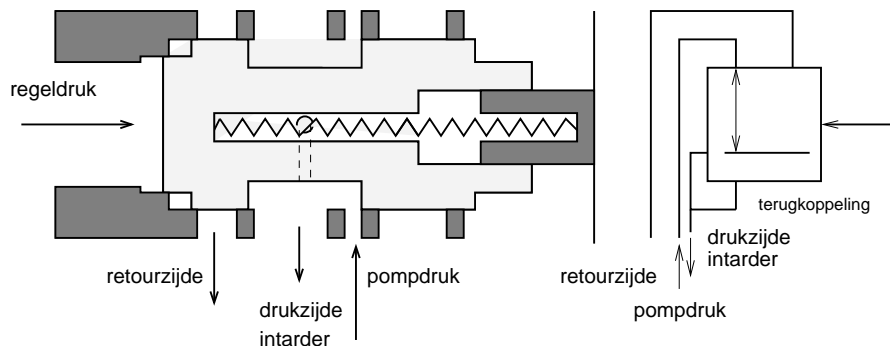 regeldruk
retourzijde
drukzijde
intarder
pompdruk
terugkoppeling
retourzijde
drukzijde
intarder
pompdruk